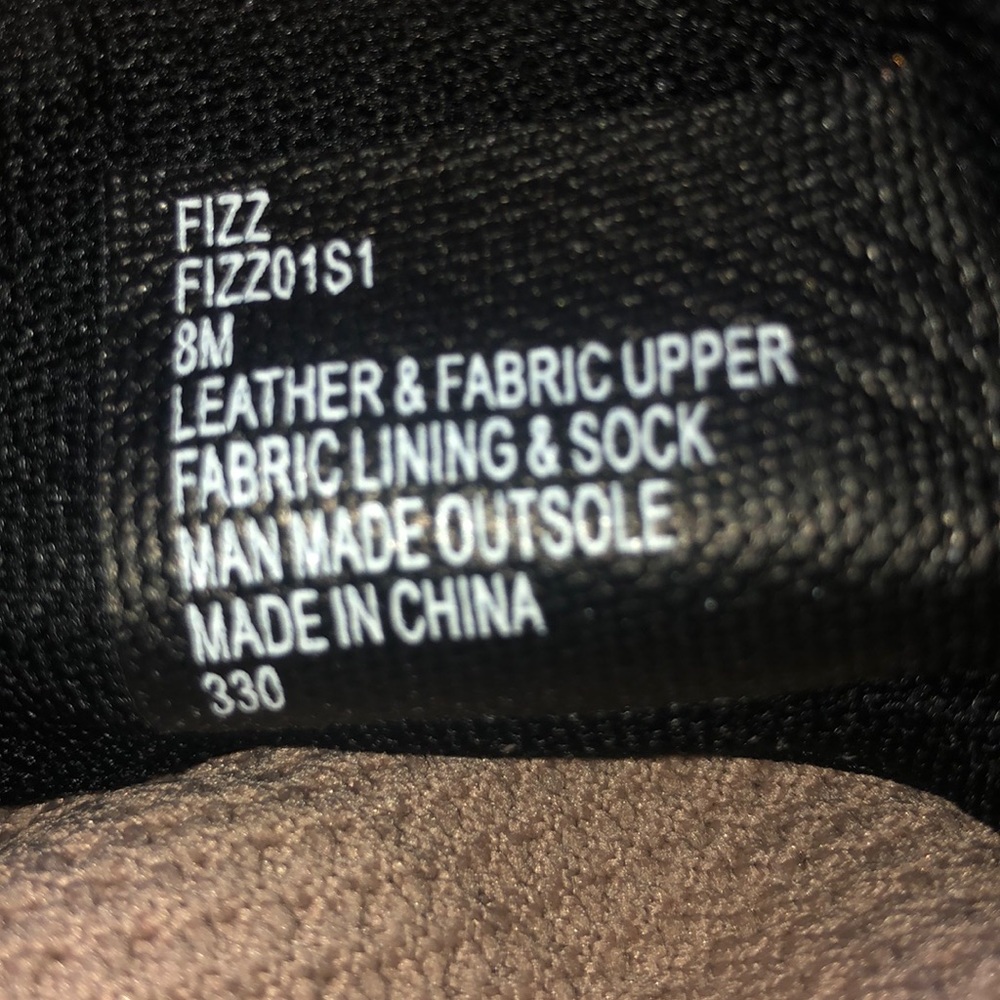 FIZZ
FIZZ01S1
8M
LEATHER & FABRIC UPPER
FABRIC LINING & SOCK
MAN MADE OUTSOLE
MADE IN CHINA
330